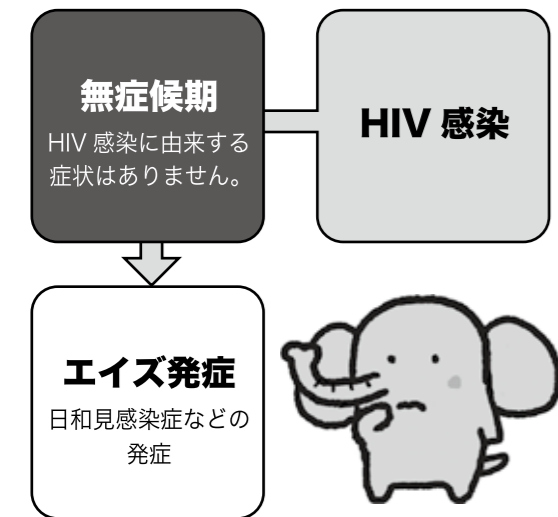 HIV 感染
無症候期
HIV 感染に由来する
症状はありません。
エイズ発症
日和見感染症などの
発症